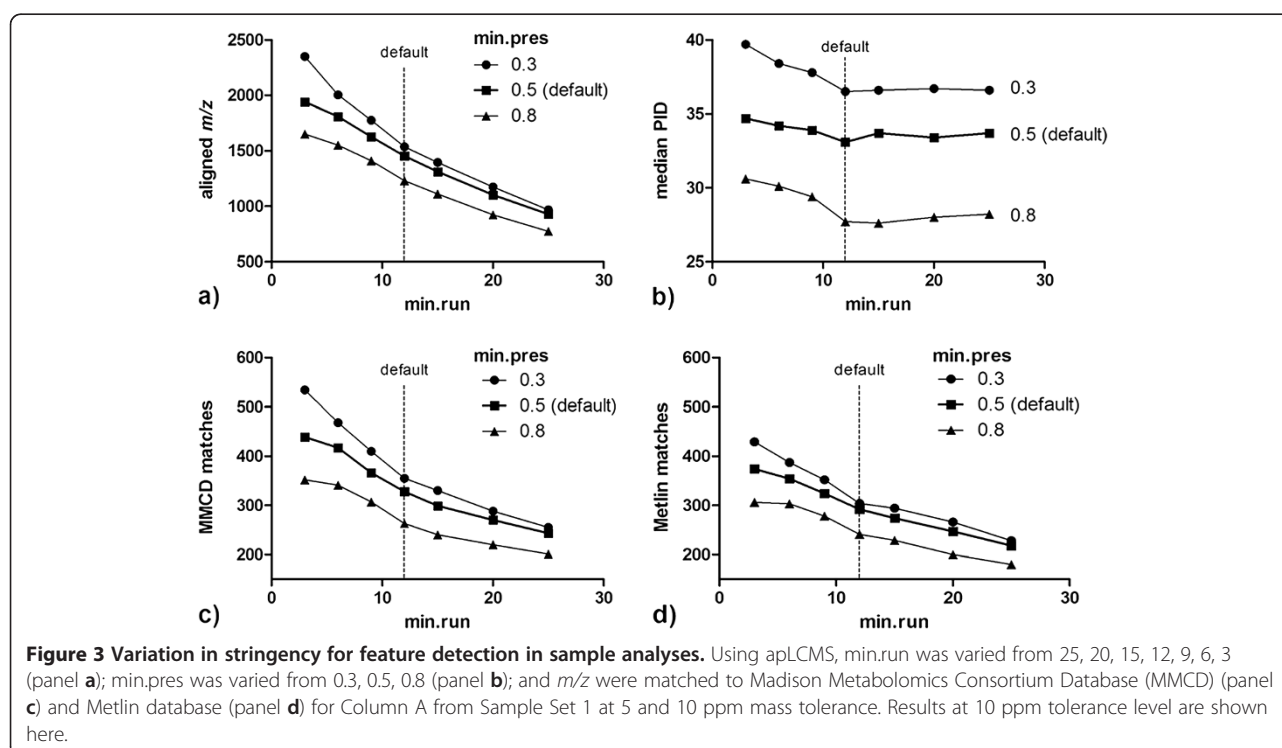 2500
2000
1500
1000
500
aligned m/z
0
10
20
30
min.run
default
min.pres
0.3
0.5 (default)
0.8
a)
40
35
30
25
median PID
0
10
20
30
min.run
default
0.3
0.5 (default)
0.8
b)
600
500
400
300
200
MMCD matches
0
10
20
30
min.run
default
min.pres
0.3
0.5 (default)
0.8
c)
600
500
400
300
200
Metlin matches
0
10
20
30
min.run
default
min.pres
0.3
0.5 (default)
0.8
d)
Figure 3 Variation in stringency for feature detection in sample analyses. Using apLCMS, min.run was varied from 25, 20, 15, 12, 9, 6, 3
(panel a); min.pres was varied from 0.3, 0.5, 0.8 (panel b); and m/z were matched to Madison Metabolomics Consortium Database (MMCD) (panel
c) and Metlin database (panel d) for Column A from Sample Set 1 at 5 and 10 ppm mass tolerance. Results at 10 ppm tolerance level are shown
here.